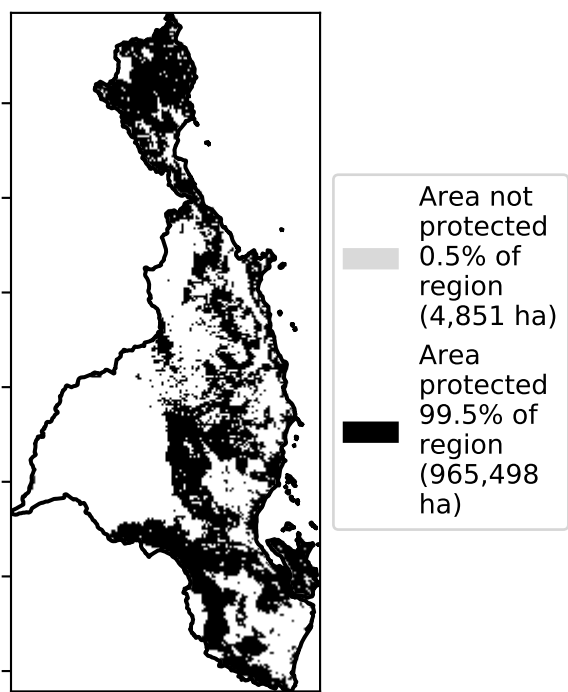 Area not
protected
0.5% of
region
(4,851 ha)
Area
protected
99.5% of
region
(965,498
ha)